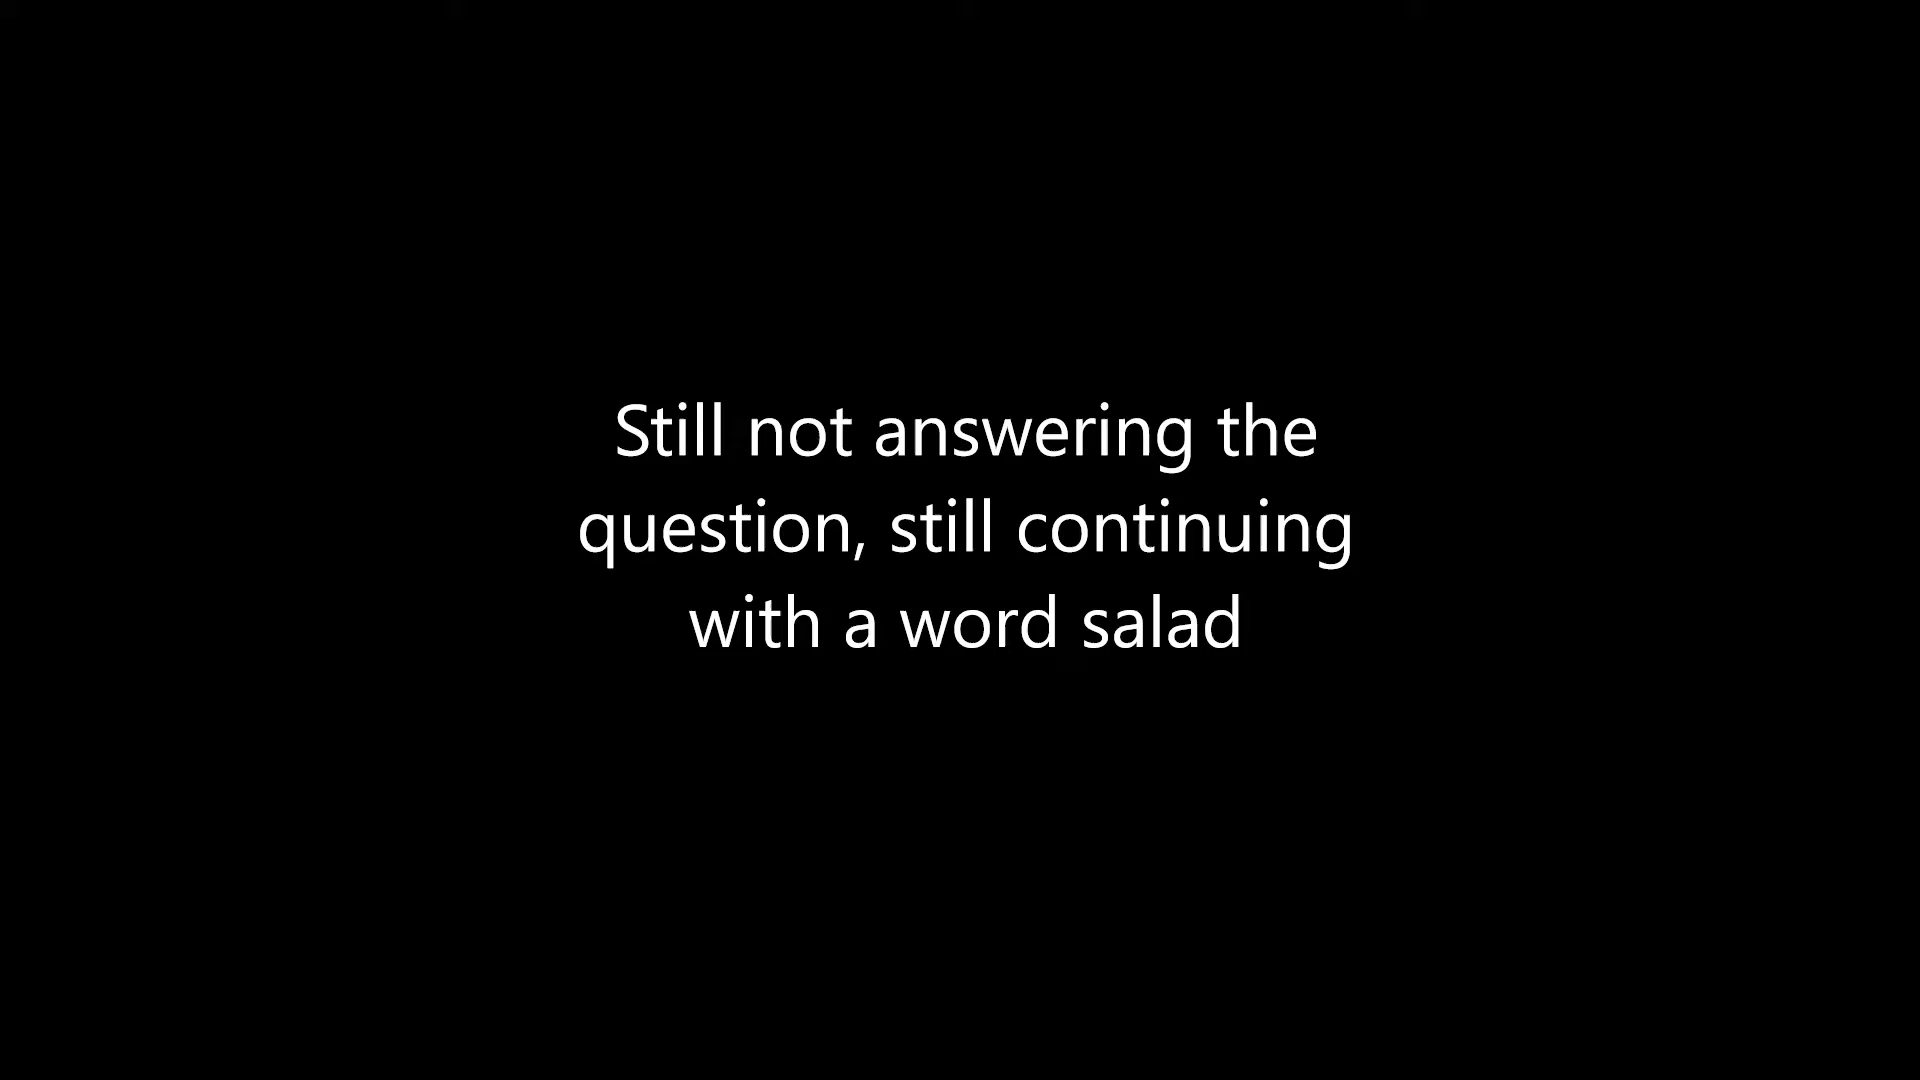 Still not answering the
question, still continuing
with a word salad